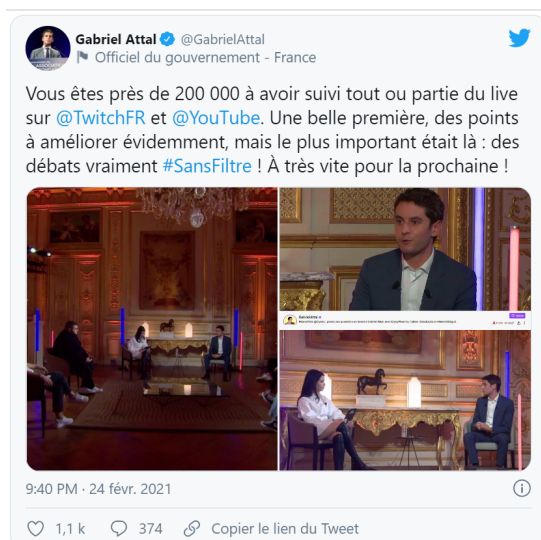 Gabriel Attal @GabrielAttal
Officiel du gouvernement - France
Vous êtes près de 200 000 à avoir suivi tout ou partie du live
sur @TwitchFR et @YouTube. Une belle première, des points
à améliorer évidemment, mais le plus important était là : des
débats vraiment #SansFiltre ! À très vite pour la prochaine !
9:40 PM · 24 févr. 2021
1,1 k 374 Copier le lien du Tweet